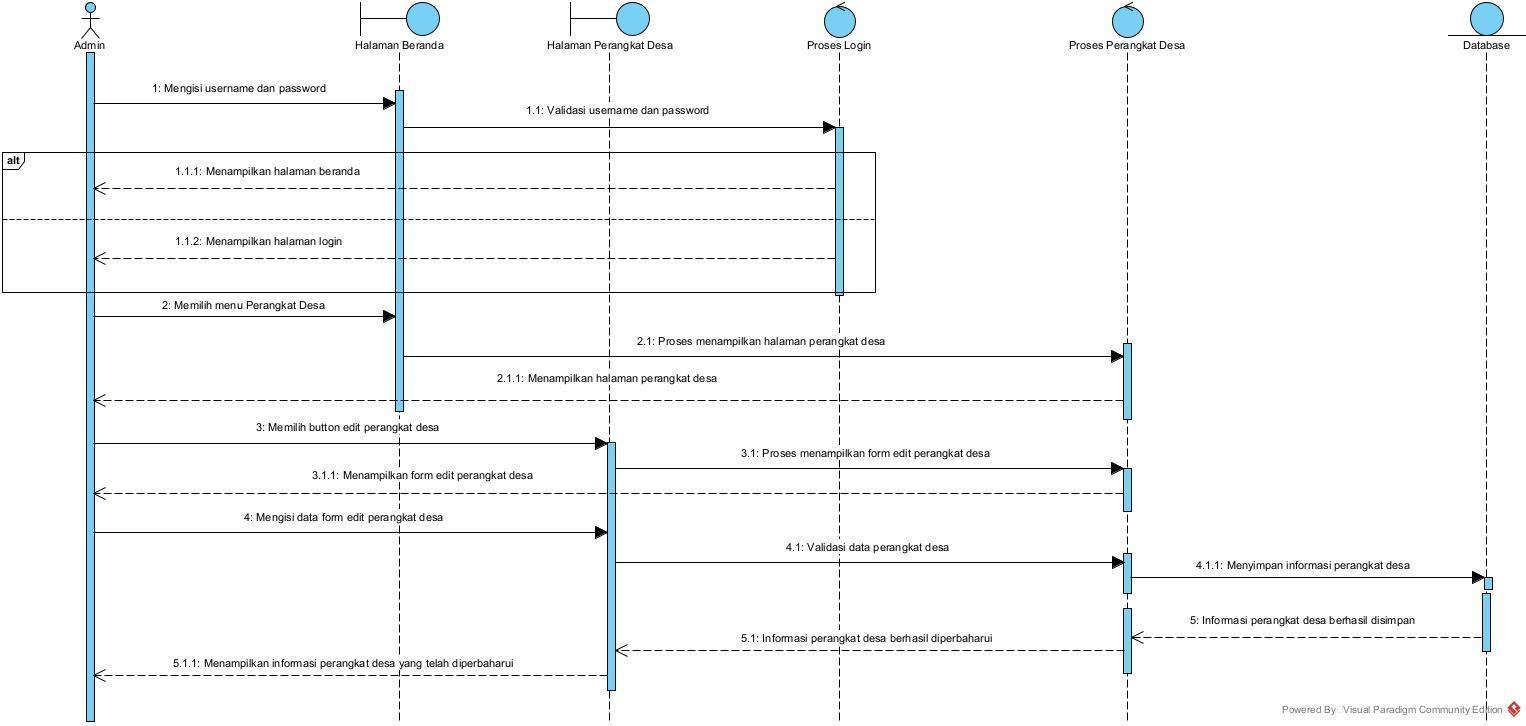 Admin
Halaman Beranda
Halaman Perangkat Desa
Proses Login
Proses Perangkat Desa
Database
1: Mengisi username dan password
1.1: Validasi username dan password
alt
1.1.1: Menampilkan halaman beranda
1.1.2: Menampilkan halaman login
2: Memilih menu Perangkat Desa
2.1: Proses menampilkan halaman perangkat desa
2.1.1: Menampilkan halaman perangkat desa
3: Memilih button edit perangkat desa
3.1: Proses menampilkan form edit perangkat desa
3.1.1: Menampilkan form edit perangkat desa
4: Mengisi data form edit perangkat desa
4.1: Validasi data perangkat desa
4.1.1: Menyimpan informasi perangkat desa
5: Informasi perangkat desa berhasil disimpan
5.1: Informasi perangkat desa berhasil diperbaharui
5.1.1: Menampilkan informasi perangkat desa yang telah diperbaharui
Powered By Visual Paradigm Community Edition